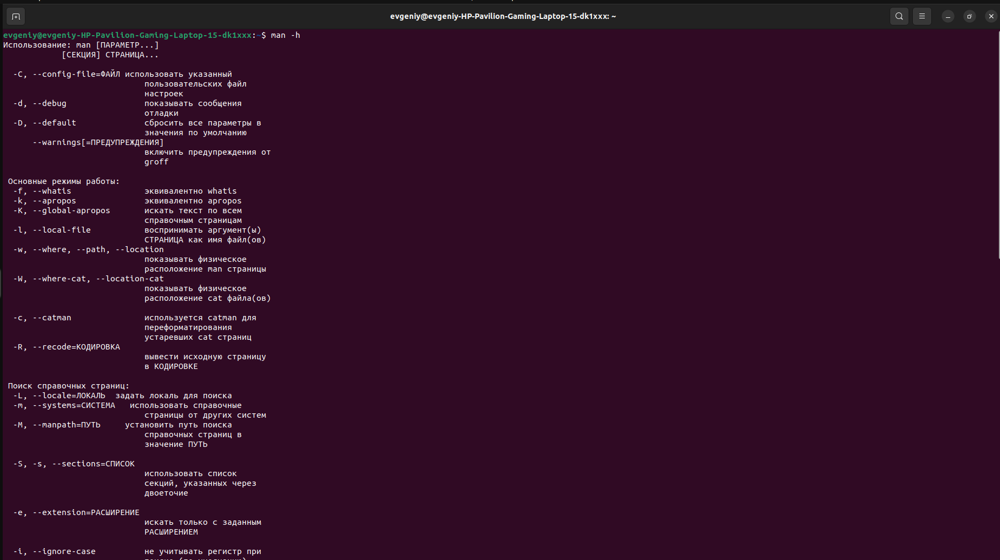 evgeniy@evgeniy-HP-Pavilion-Gaming-Laptop-15-dk1xxx: ~
evgeniy@evgeniy-HP-Pavilion-Gaming-Laptop-15-dk1xxx:~$ man -h
Использование: man [ПАРАМЕТР...]
[СЕКЦИЯ] СТРАНИЦА...
-C, --config-file=ФАЙЛ использовать указанный
пользовательских файл
настроек
-d, --debug показывать сообщения
отладки
-D, --default сбросить все параметры в
значения по умолчанию
--warnings[=ПРЕДУПРЕЖДЕНИЯ]
включить предупреждения от
groff
Основные режимы работы:
-f, --whatis эквивалентно whatis
-k, --apropos эквивалентно apropos
-K, --global-apropos искать текст по всем
справочным страницам
-l, --local-file воспринимать аргумент(ы)
СТРАНИЦА как имя файл(ов)
-w, --where, --path, --location
показывать физическое
расположение man страницы
-W, --where-cat, --location-cat
показывать физическое
расположение cat файла(ов)
-c, --catman используется catman для
переформатирования
устаревших cat страниц
-R, --recode=КОДИРОВКА
вывести исходную страницу
в КОДИРОВКЕ
Поиск справочных страниц:
-L, --locale=ЛОКАЛЬ задать локаль для поиска
-m, --systems=СИСТЕМА использовать справочные
страницы от других систем
-M, --manpath=ПУТЬ установить путь поиска
справочных страниц в
значение ПУТЬ
-S, -s, --sections=СПИСОК
использовать список
секций, указанных через
двоеточие
-e, --extension=РАСШИРЕНИЕ
искать только с заданным
РАСШИРЕНИЕМ
-i, --ignore-case не учитывать регистр при